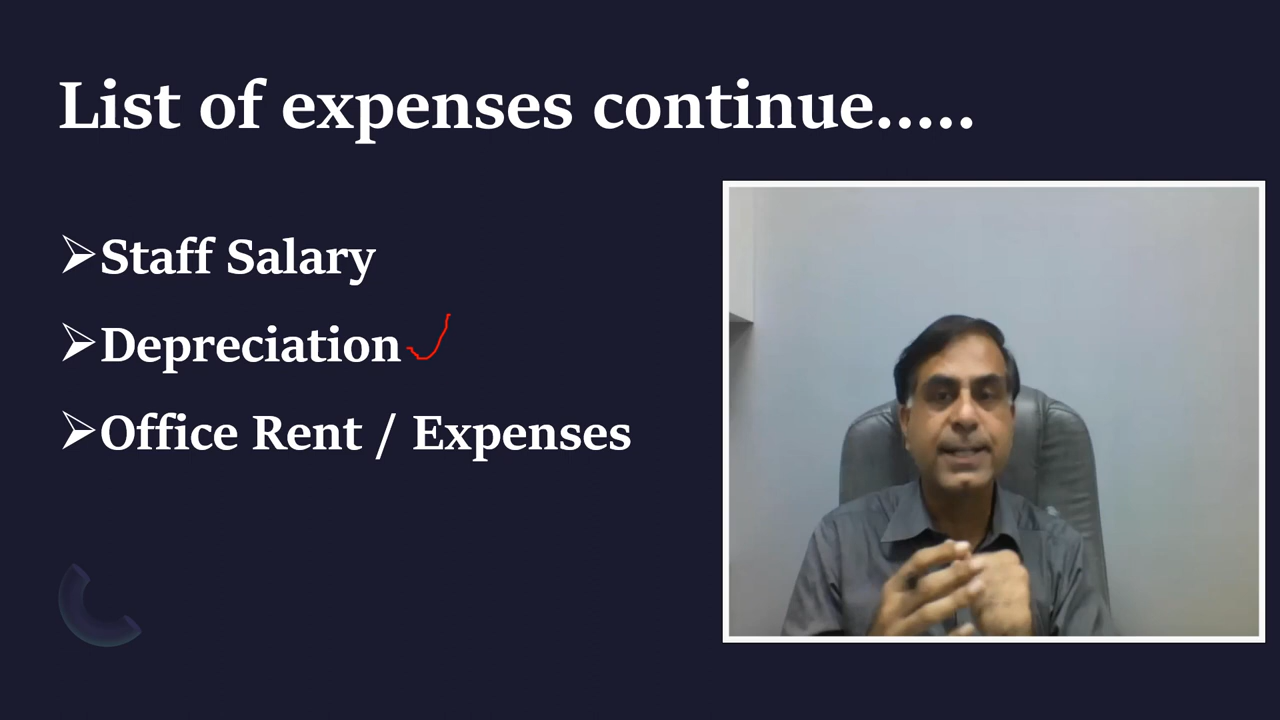 List of expenses continue.....
Staff Salary
Depreciation
Office Rent / Expenses